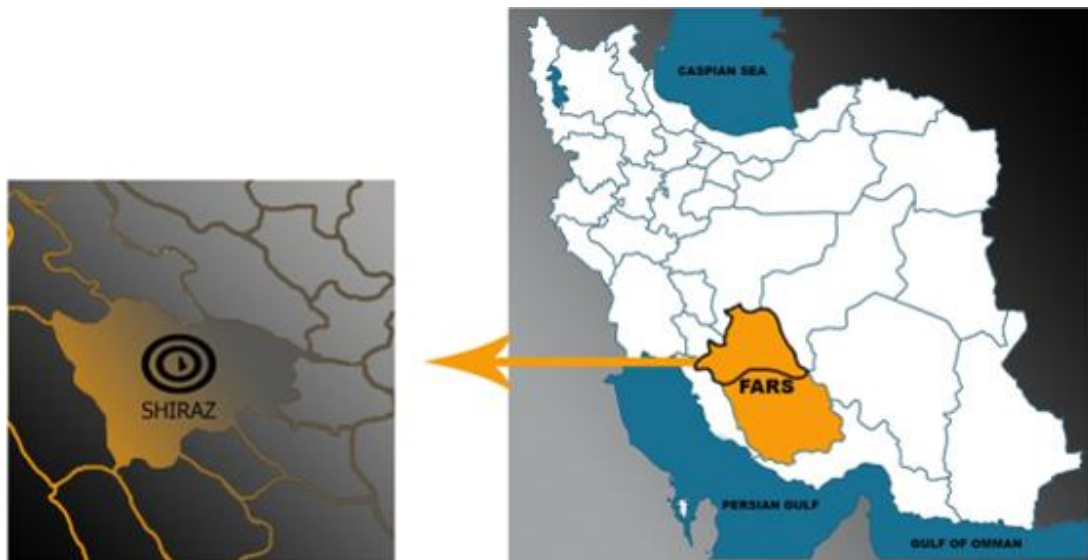 CASPIAN SEA
SHIRAZ
FARS
PERSIAN GULF
GULF OF OMMAN